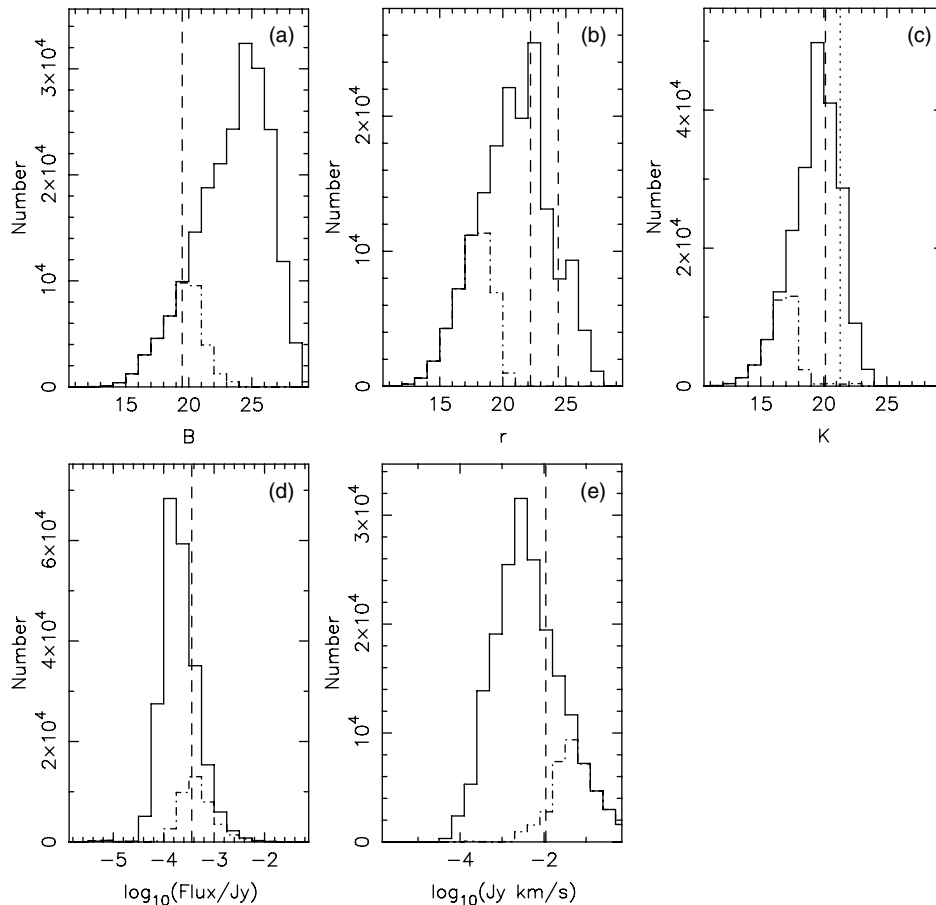 (a)
Number
0
10⁴
2×10⁴
3×10⁴
15 20 25
B
(b)
Number
0
10⁴
2×10⁴
15 20 25
r
(c)
Number
0
2×10⁴
4×10⁴
15 20 25
K
(d)
Number
0
2×10⁴
4×10⁴
6×10⁴
−5 −4 −3 −2
log₁₀(Flux/Jy)
(e)
Number
0
10⁴
2×10⁴
3×10⁴
−4 −2
log₁₀(Jy km/s)